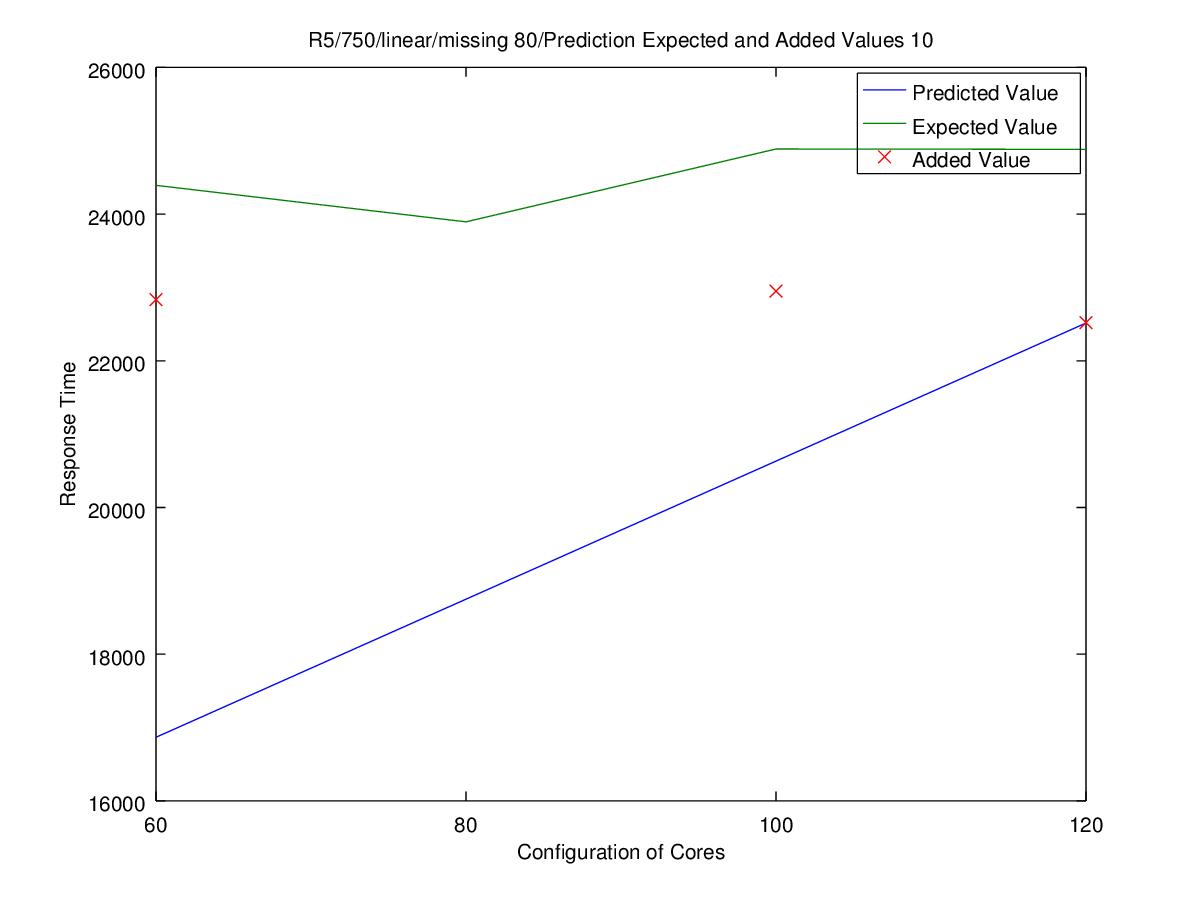 R5/750/linear/missing 80/Prediction Expected and Added Values 10
26000
24000
22000
20000
18000
16000
Response Time
Predicted Value
Expected Value
Added Value
60
80
100
120
Configuration of Cores